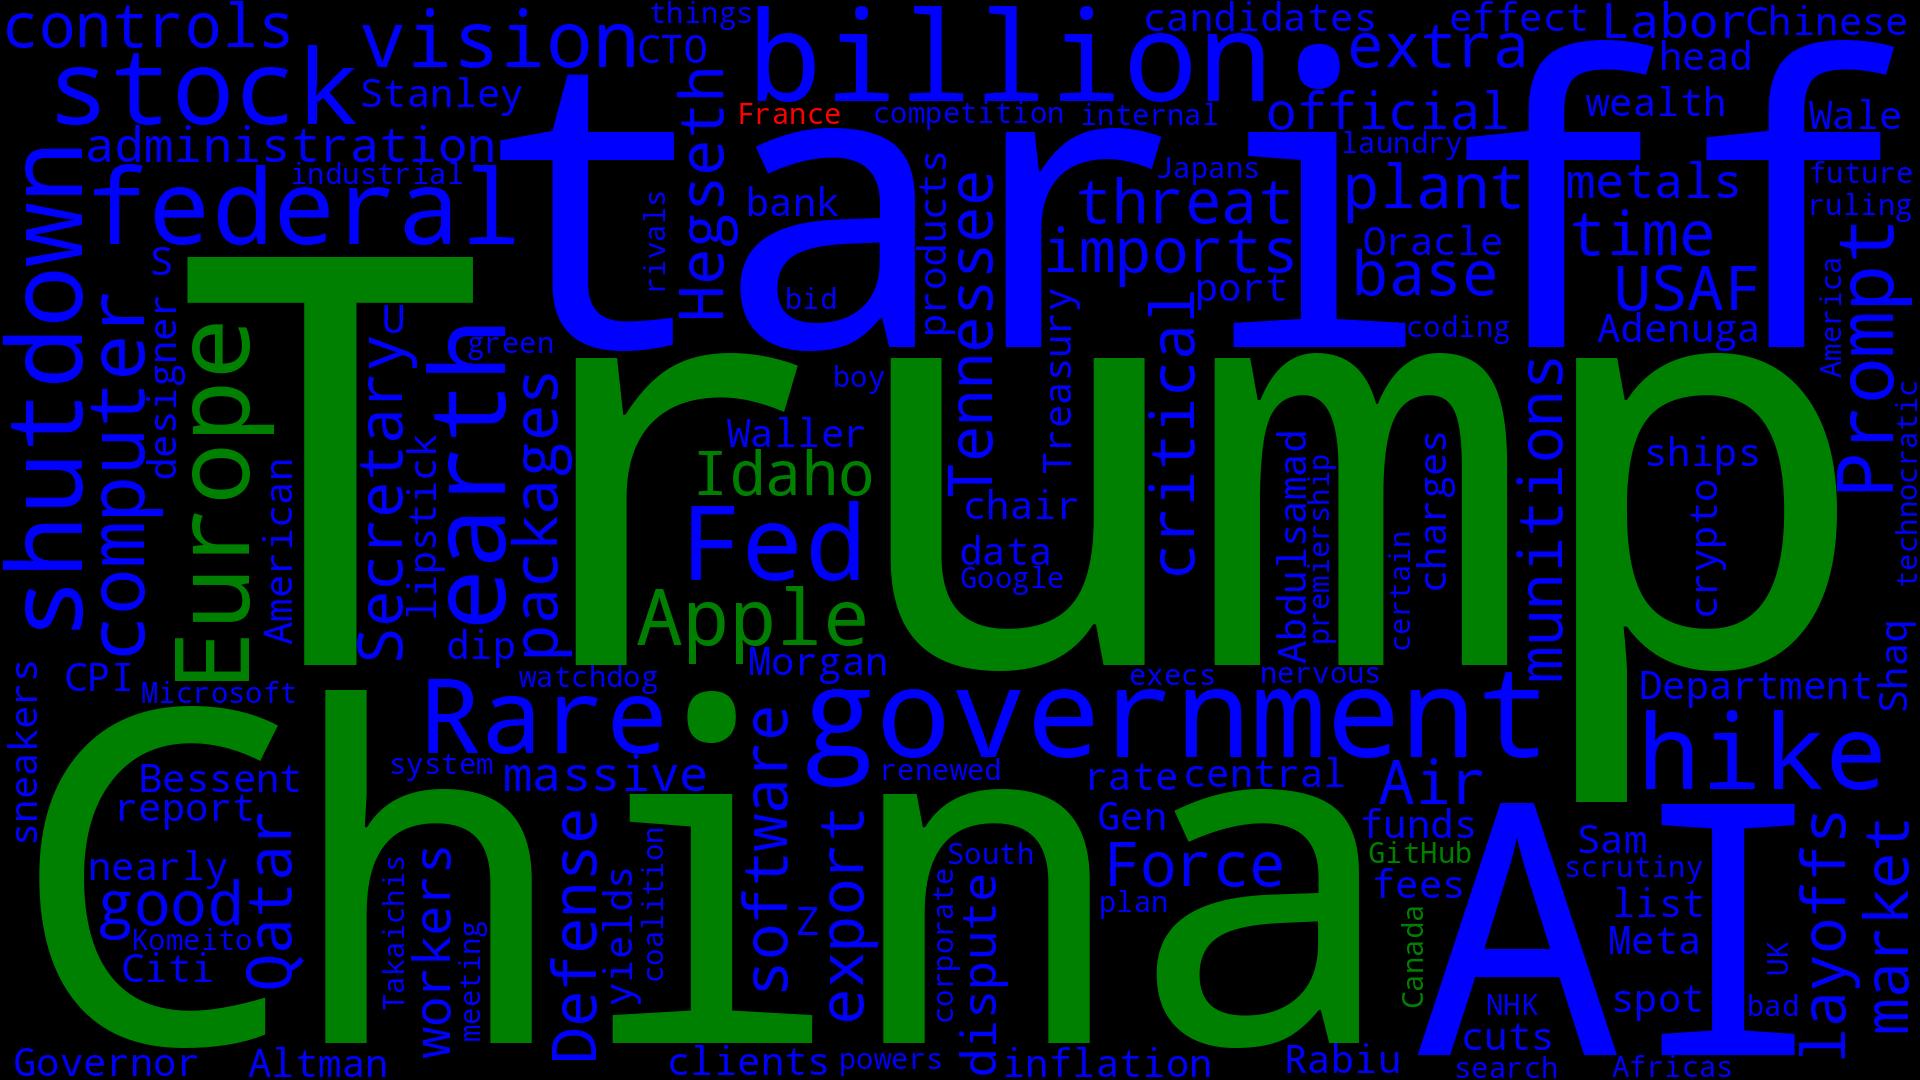 controls
vision
things
CTO
billion
candidates
effect
Labor
Chinese
stock
Stanley
extra
head
France
competition
internal
official
wealth
Wale
administration
tariff
laundry
industrial
federal
Hegseth
rivals
bank
products
Tennessee
Japans
threat
plant
metals
future
ruling
shutdown
S
imports
Oracle
time
base
USAF
port
bid
Treasury
critical
coding
Adenuga
America
Prompt
computer
designer
Europe
Trump
Secretary
C
earth
green
packages
boy
Waller
Idaho
Fed
chair
data
Google
Apple
Abdulsamad
premiership
certain
charges
munitions
ships
crypto
technocratic
American
lipstick
dip
Morgan
CPI
Microsoft
watchdog
execs
nervous
Department
Shaq
sneakers
Rare
government
hike
China
Bessent
report
system
massive
software
renewed
rate
central
Air
AI
Gen
funds
nearly
good
Qatar
Komeito
Citi
Takaichis
workers
meeting
Defense
yields
coalition
Z
export
corporate
South
dispute
Force
plan
GitHub
fees
Canada
Sam
scrutiny
list
Meta
UK
spot
bad
layoffs
market
NHK
cuts
Governor
Altman
clients
powers
inflation
Rabiu
search
Africas